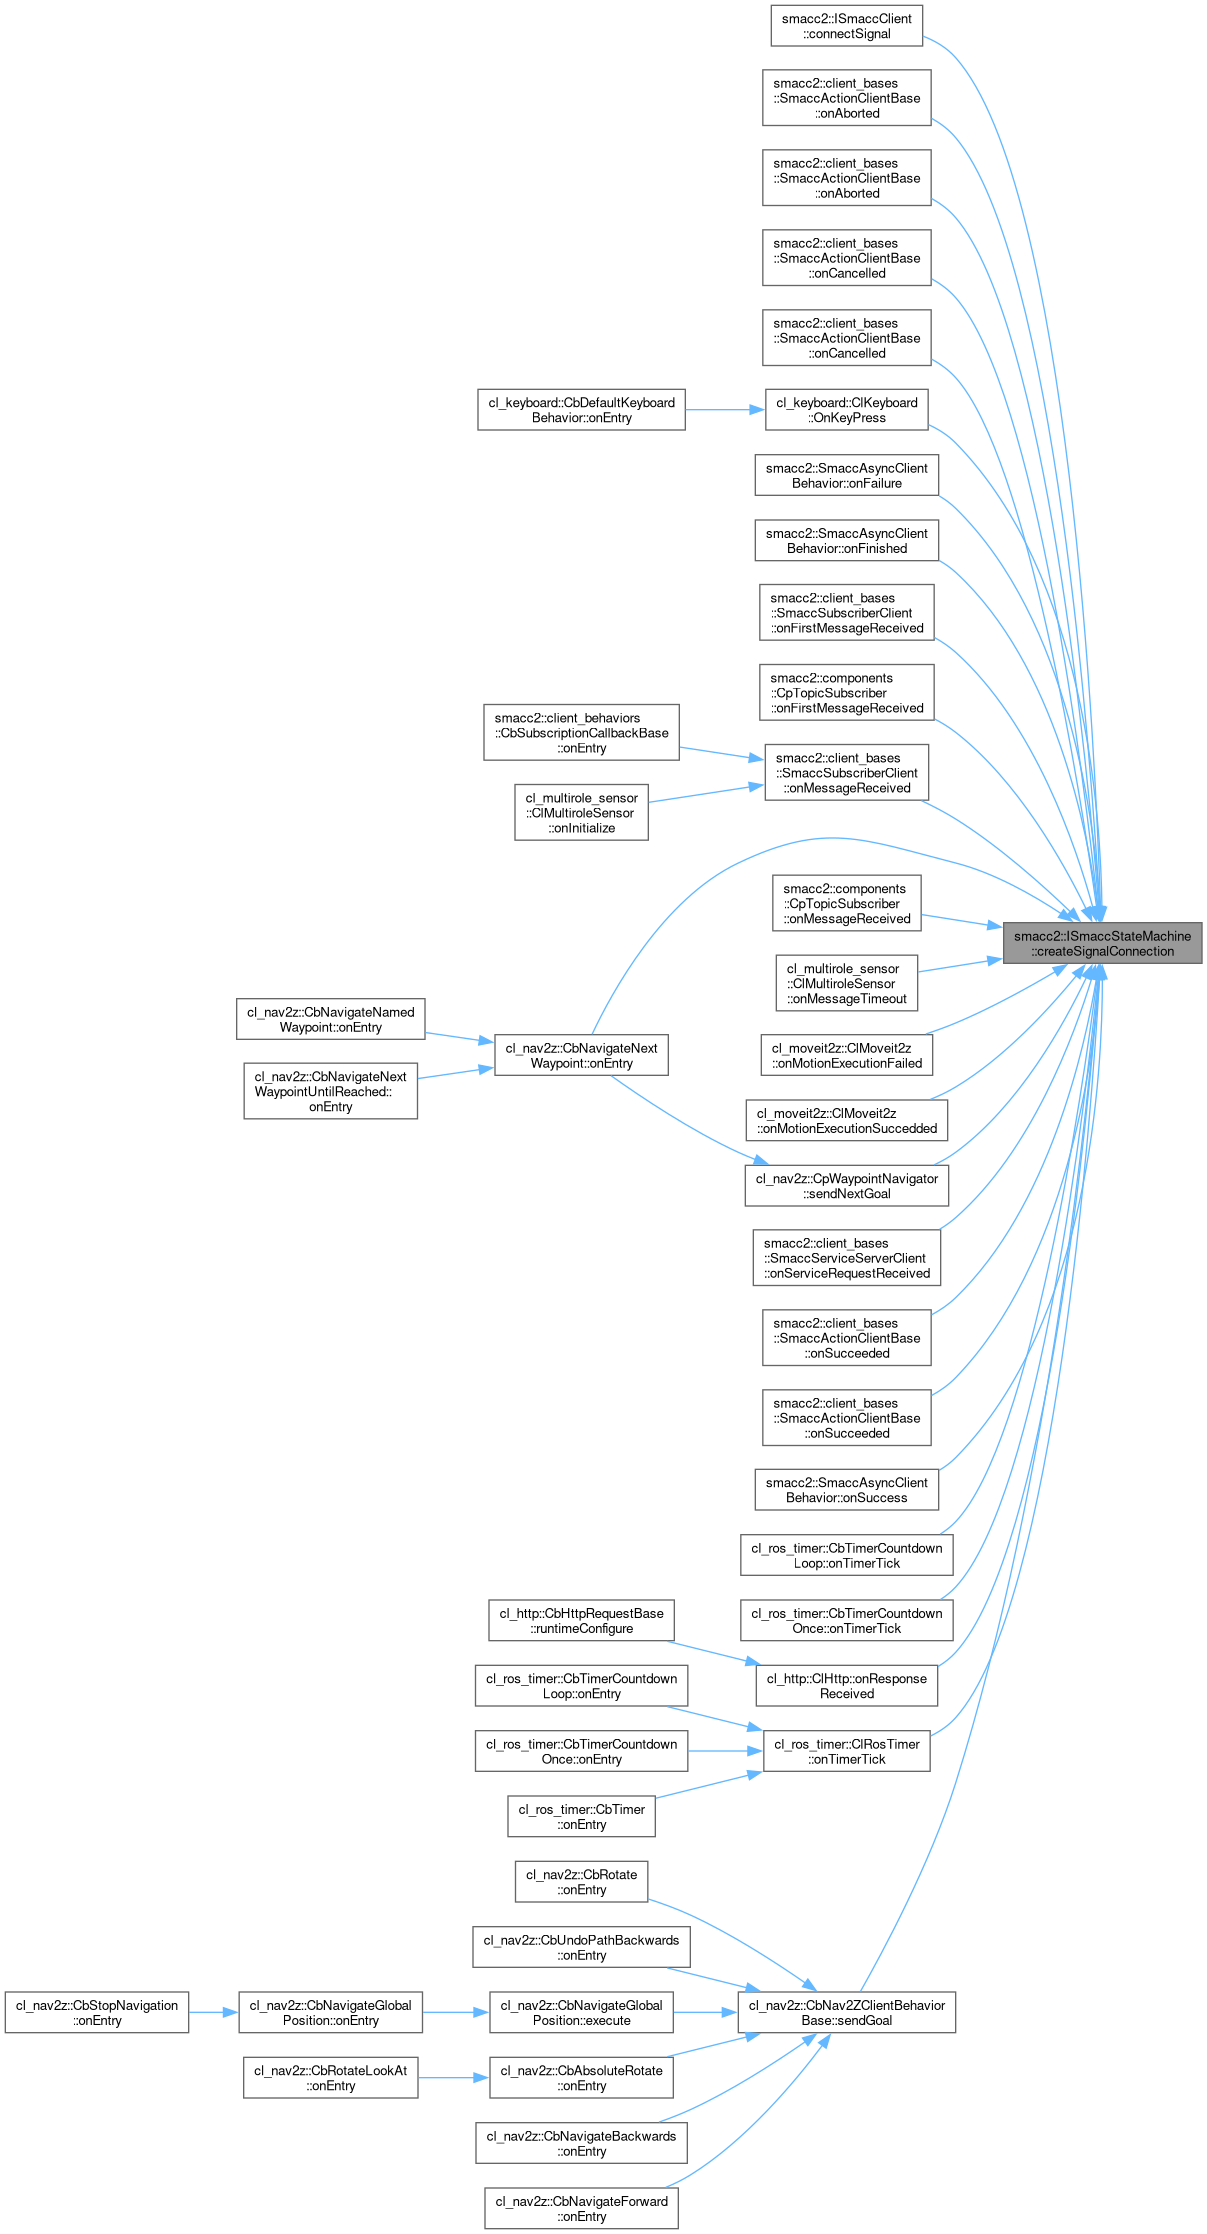 smacc2::ISmaccClient
::connectSignal
smacc2::client_bases
::SmaccActionClientBase
::onAborted
smacc2::client_bases
::SmaccActionClientBase
::onAborted
smacc2::client_bases
::SmaccActionClientBase
::onCancelled
smacc2::client_bases
::SmaccActionClientBase
::onCancelled
cl_keyboard::CbDefaultKeyboard
Behavior::onEntry
cl_keyboard::ClKeyboard
::OnKeyPress
smacc2::SmaccAsyncClient
Behavior::onFailure
smacc2::SmaccAsyncClient
Behavior::onFinished
smacc2::client_bases
::SmaccSubscriberClient
::onFirstMessageReceived
smacc2::components
::CpTopicSubscriber
::onFirstMessageReceived
smacc2::client_behaviors
::CbSubscriptionCallbackBase
::onEntry
smacc2::client_bases
::SmaccSubscriberClient
::onMessageReceived
cl_multirole_sensor
::ClMultiroleSensor
::onInitialize
smacc2::components
::CpTopicSubscriber
::onMessageReceived
smacc2::ISmaccStateMachine
::createSignalConnection
cl_multirole_sensor
::ClMultiroleSensor
::onMessageTimeout
cl_nav2z::CbNavigateNamed
Waypoint::onEntry
cl_nav2z::CbNavigateNext
Waypoint::onEntry
cl_moveit2z::ClMoveit2z
::onMotionExecutionFailed
cl_nav2z::CbNavigateNext
WaypointUntilReached::
onEntry
cl_moveit2z::ClMoveit2z
::onMotionExecutionSuccedded
cl_nav2z::CpWaypointNavigator
::sendNextGoal
smacc2::client_bases
::SmaccServiceServerClient
::onServiceRequestReceived
smacc2::client_bases
::SmaccActionClientBase
::onSucceeded
smacc2::client_bases
::SmaccActionClientBase
::onSucceeded
smacc2::SmaccAsyncClient
Behavior::onSuccess
cl_ros_timer::CbTimerCountdown
Loop::onTimerTick
cl_ros_timer::CbTimerCountdown
Once::onTimerTick
cl_http::CbHttpRequestBase
::runtimeConfigure
cl_http::ClHttp::onResponse
Received
cl_ros_timer::CbTimerCountdown
Loop::onEntry
cl_ros_timer::CbTimerCountdown
Once::onEntry
cl_ros_timer::ClRosTimer
::onTimerTick
cl_ros_timer::CbTimer
::onEntry
cl_nav2z::CbRotate
::onEntry
cl_nav2z::CbUndoPathBackwards
::onEntry
cl_nav2z::CbStopNavigation
::onEntry
cl_nav2z::CbNavigateGlobal
Position::onEntry
cl_nav2z::CbNavigateGlobal
Position::execute
cl_nav2z::CbNav2ZClientBehavior
Base::sendGoal
cl_nav2z::CbRotateLookAt
::onEntry
cl_nav2z::CbAbsoluteRotate
::onEntry
cl_nav2z::CbNavigateBackwards
::onEntry
cl_nav2z::CbNavigateForward
::onEntry